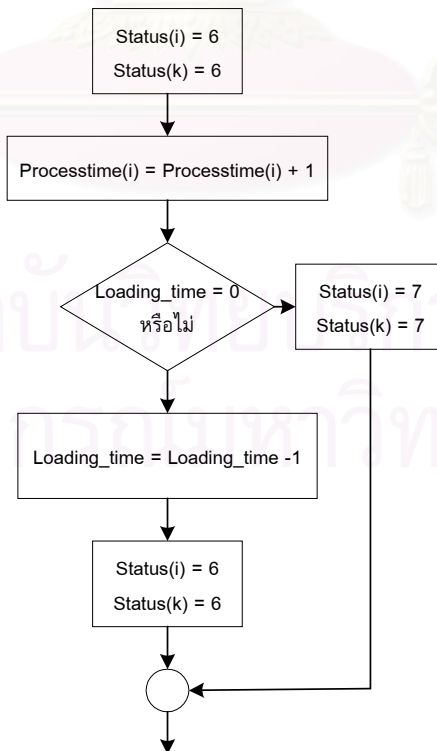 Status(i) = 6
Status(k) = 6
Processtime(i) = Processtime(i) + 1
Loading_time = 0
หรือไม่
Status(i) = 7
Status(k) = 7
Loading_time = Loading_time -1
Status(i) = 6
Status(k) = 6